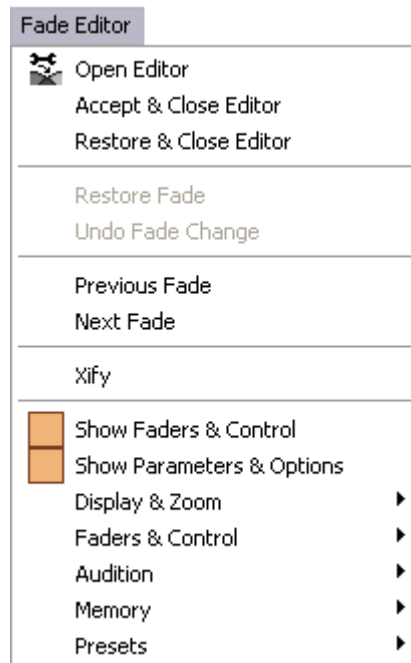 Fade Editor
Open Editor
Accept & Close Editor
Restore & Close Editor
Restore Fade
Undo Fade Change
Previous Fade
Next Fade
Xify
Show Faders & Control
Show Parameters & Options
Display & Zoom
Faders & Control
Audition
Memory
Presets